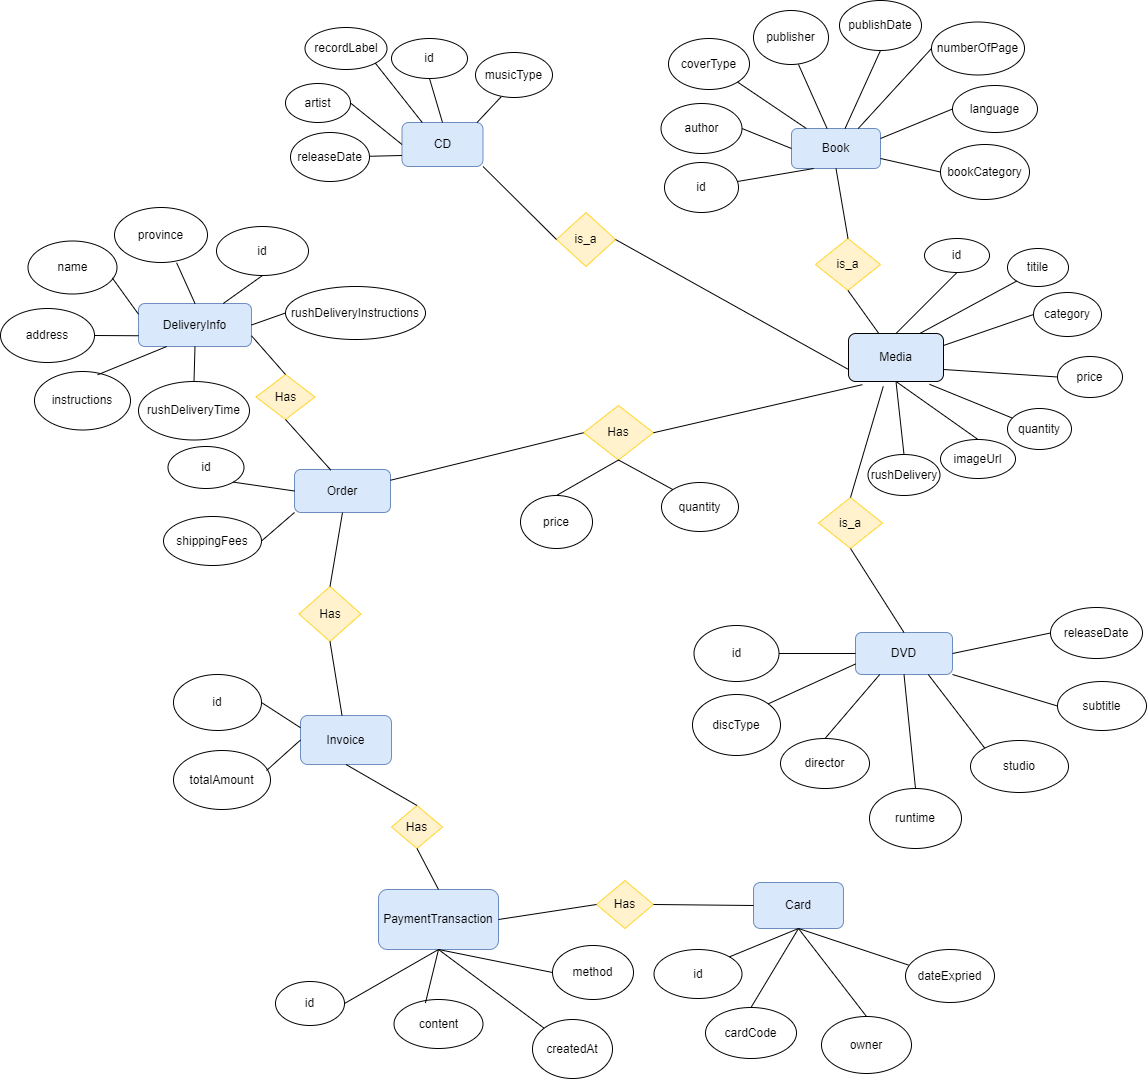 publishDate
publisher
recordLabel
id
numberOfPage
coverType
musicType
artist
language
author
CD
Book
releaseDate
bookCategory
id
province
is_a
id
id
is_a
name
titile
rushDeliveryInstructions
category
DeliveryInfo
address
Media
price
Has
instructions
rushDeliveryTime
quantity
Has
id
imageUrl
rushDelivery
Order
quantity
price
is_a
shippingFees
Has
releaseDate
id
DVD
id
subtitle
discType
Invoice
director
studio
totalAmount
runtime
Has
Has
Card
PaymentTransaction
method
id
dateExpried
id
content
cardCode
owner
createdAt